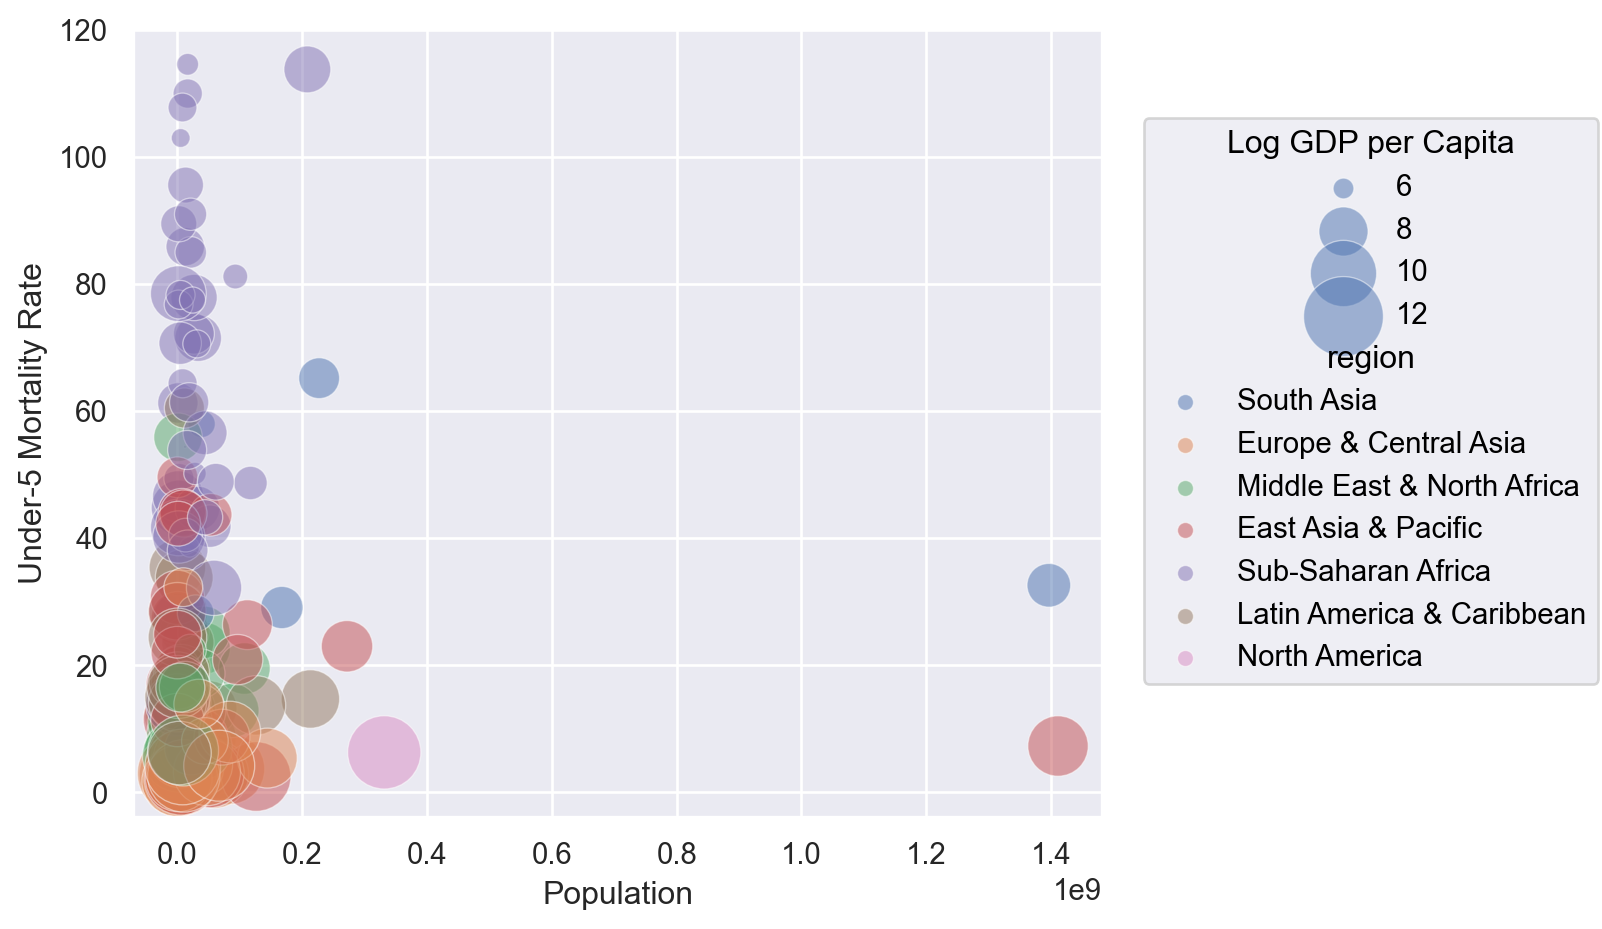 120
100
80
60
40
20
0
Under-5 Mortality Rate
0.0 0.2 0.4 0.6 0.8 1.0 1.2 1.4
1e9
Population
Log GDP per Capita
6
8
10
12
region
South Asia
Europe & Central Asia
Middle East & North Africa
East Asia & Pacific
Sub-Saharan Africa
Latin America & Caribbean
North America